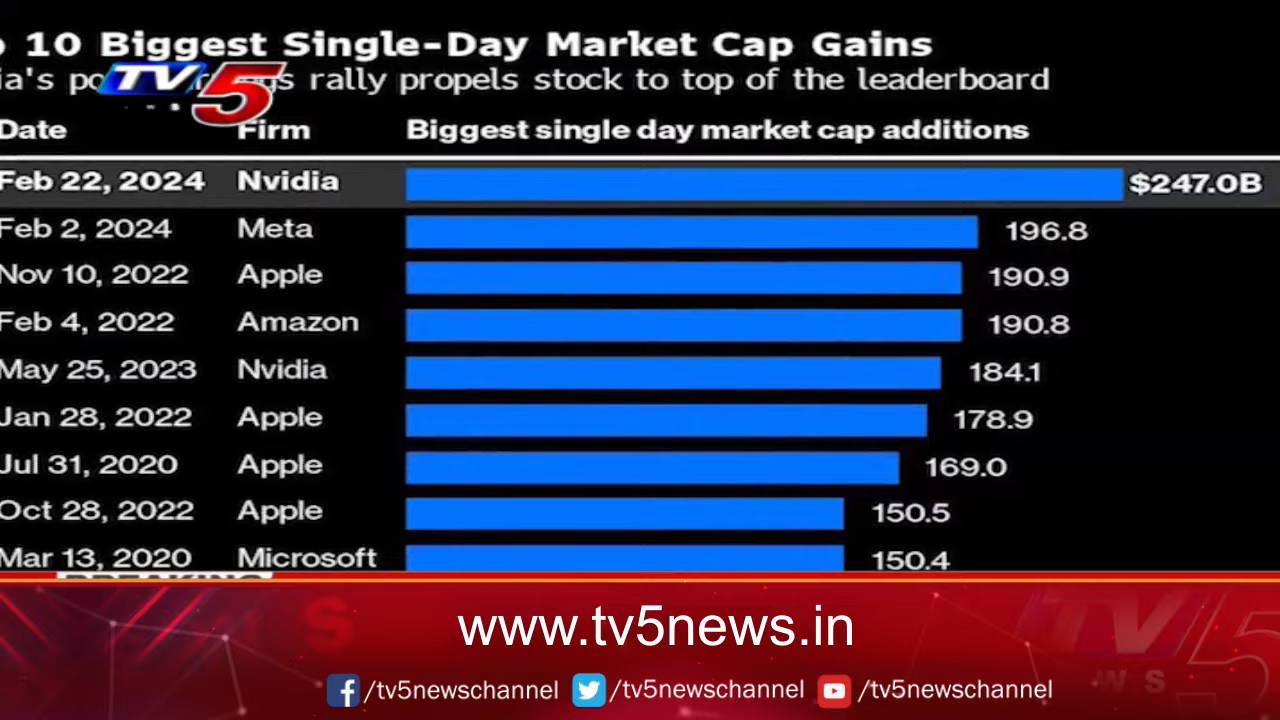 10 Biggest Single-Day Market Cap Gains
rally propels stock to top of the leaderboard
TV5
NEWS
Date Firm Biggest single day market cap additions
Feb 22, 2024 Nvidia $247.0B
Feb 2, 2024 Meta 196.8
Nov 10, 2022 Apple 190.9
Feb 4, 2022 Amazon 190.8
May 25, 2023 Nvidia 184.1
Jan 28, 2022 Apple 178.9
Jul 31, 2020 Apple 169.0
Oct 28, 2022 Apple 150.5
Mar 13, 2020 Microsoft 150.4
www.tv5news.in
/tv5newschannel /tv5newschannel /tv5newschannel